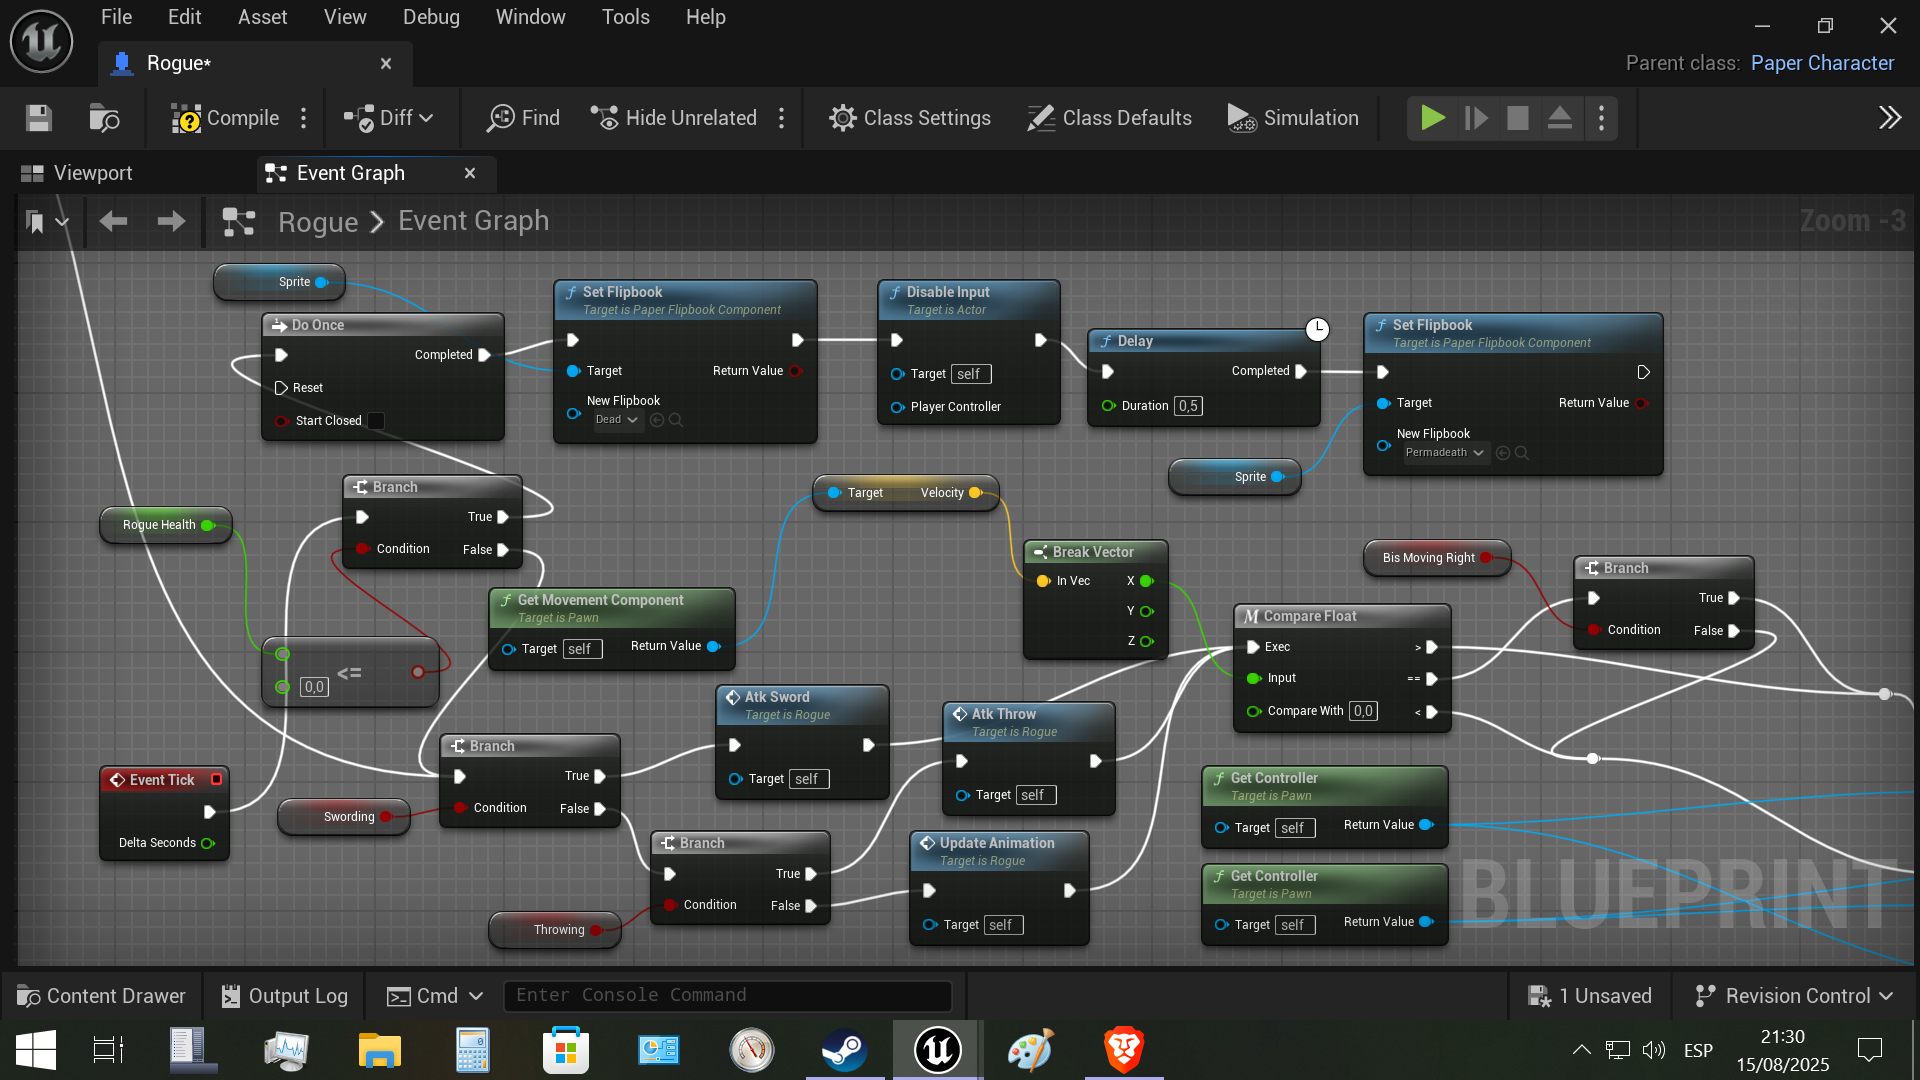 File Edit Asset View Debug Window Tools Help
Rogue*
Parent class: Paper Character
Compile Diff Find Hide Unrelated Class Settings Class Defaults Simulation
Viewport Event Graph
Rogue > Event Graph Zoom -3
Sprite
Do Once
Completed
Reset
Start Closed
Set Flipbook
Target is Paper Flipbook Component
Target Return Value
New Flipbook
Dead
Disable Input
Target is Actor
Target self
Player Controller
Delay
Completed
Duration 0,5
Set Flipbook
Target is Paper Flipbook Component
Target Return Value
New Flipbook
Permadeath
Sprite
Branch
True
Condition False
Rogue Health
<=
0,0
Target Velocity
Get Movement Component
Target is Pawn
Target self Return Value
Break Vector
In Vec X
Y
Z
Bis Moving Right
Branch
True
Condition False
Compare Float
Exec >
Input ==
Compare With 0,0 <
Event Tick
Delta Seconds
Swording
Branch
True
Condition False
Atk Sword
Target is Rogue
Target self
Atk Throw
Target is Rogue
Target self
Throwing
Branch
True
Condition False
Update Animation
Target is Rogue
Target self
Get Controller
Target is Pawn
Target self Return Value
Get Controller
Target is Pawn
Target self Return Value
BLUEPRINT
Content Drawer Output Log Cmd Enter Console Command 1 Unsaved Revision Control
ESP
21:30
15/08/2025